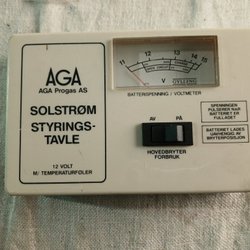 AGA
AGA Progas AS
SOLSTRØM
STYRINGS-
TAVLE
12 VOLT
M/ TEMPERATURFØLER
11 12 13 14 15
V GYLLING
BATTERISPENNING / VOLTMETER
AV PÅ
HOVEDBRYTER
FORBRUK
SPENNINGEN
PULSERER NÅR
BATTERIET ER
FULLADET
BATTERIET LADES
UAVHENGIG AV
BRYTERPOSISJON